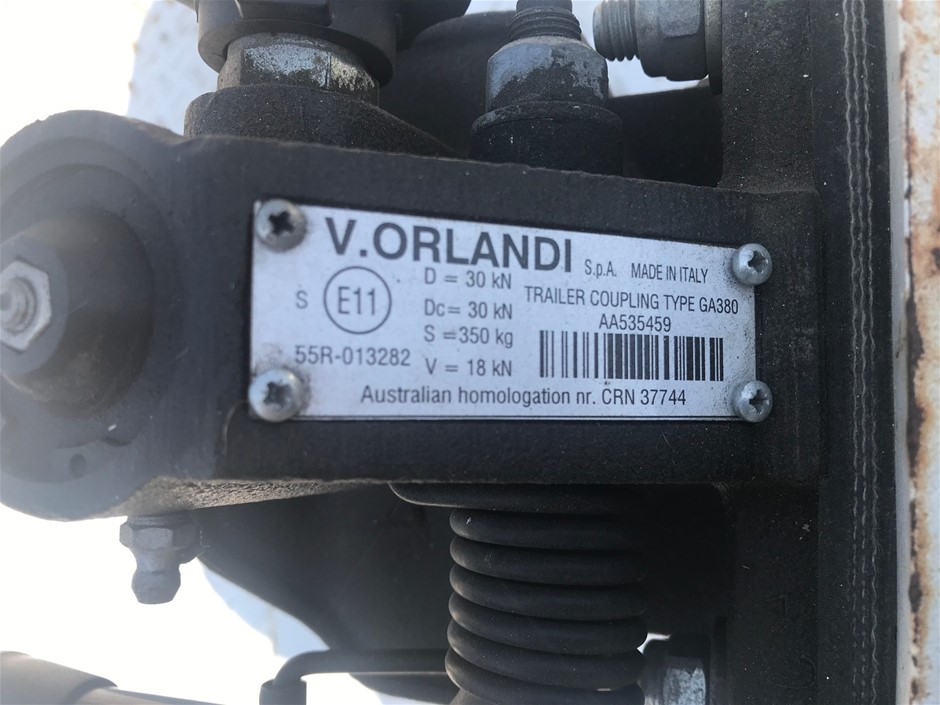 V.ORLANDI S.p.A. MADE IN ITALY
S E11 D = 30 kN TRAILER COUPLING TYPE GA380
Dc = 30 kN AA535459
S = 350 kg
55R-013282 V = 18 kN
Australian homologation nr. CRN 37744